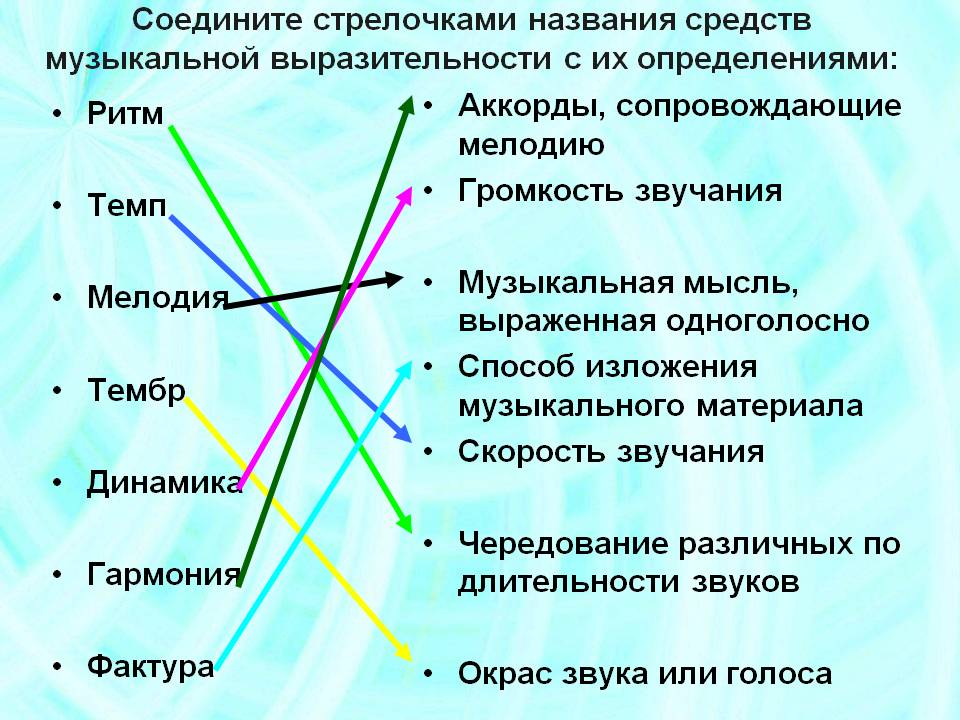 Соедините стрелочками названия средств
музыкальной выразительности с их определениями:
• Ритм
• Темп
• Мелодия
• Тембр
• Динамика
• Гармония
• Фактура
• Аккорды, сопровождающие
мелодию
• Громкость звучания
• Музыкальная мысль,
выраженная одноголосно
• Способ изложения
музыкального материала
• Скорость звучания
• Чередование различных по
длительности звуков
• Окрас звука или голоса